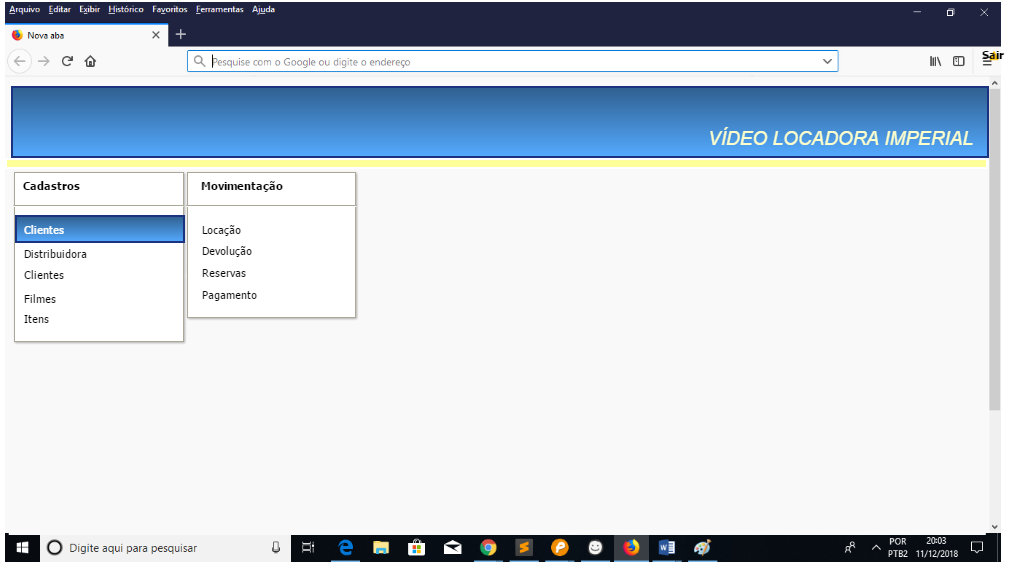 Arquivo Editar Exibir Histórico Favoritos Ferramentas Ajuda
Nova aba
Pesquise com o Google ou digite o endereço
Sair
VÍDEO LOCADORA IMPERIAL
Cadastros
Clientes
Distribuidora
Clientes
Filmes
Itens
Movimentação
Locação
Devolução
Reservas
Pagamento
Digite aqui para pesquisar
POR
PTB2
20:03
11/12/2018